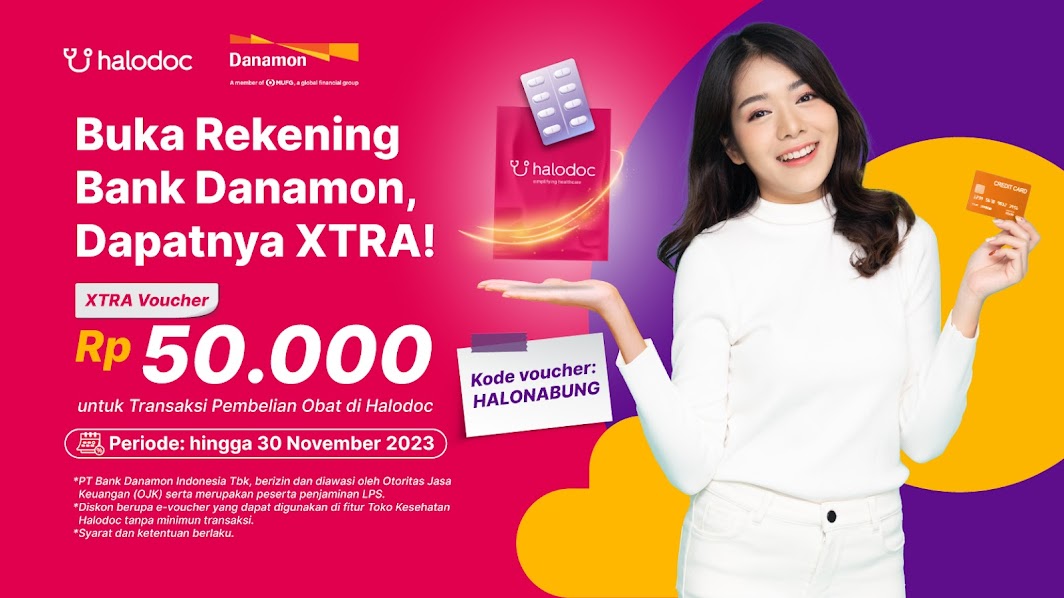 halodoc
Danamon
A member of MUFG, a global financial group
Buka Rekening
Bank Danamon,
Dapatnya XTRA!
XTRA Voucher
Rp 50.000
untuk Transaksi Pembelian Obat di Halodoc
Periode: hingga 30 November 2023
*PT Bank Danamon Indonesia Tbk, berizin dan diawasi oleh Otoritas Jasa
Keuangan (OJK) serta merupakan peserta penjaminan LPS.
*Diskon berupa e-voucher yang dapat digunakan di fitur Toko Kesehatan
Halodoc tanpa minimun transaksi.
*Syarat dan ketentuan berlaku.
halodoc
simplifying healthcare
Kode voucher:
HALONABUNG
CREDIT CARD